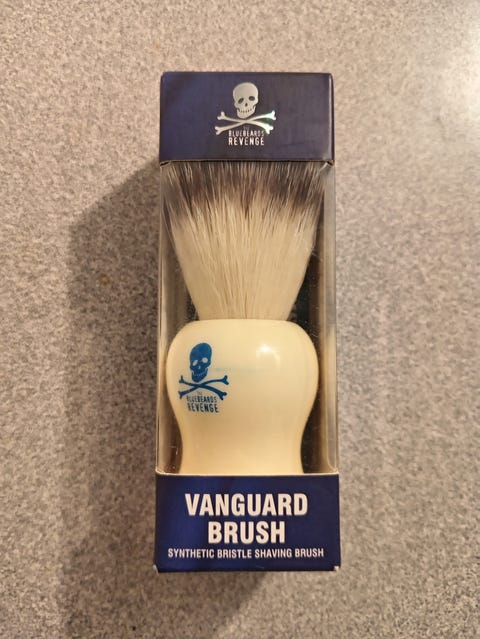 THE
BLUEBEARDS
REVENGE
THE
BLUEBEARDS
REVENGE
VANGUARD
BRUSH
SYNTHETIC BRISTLE SHAVING BRUSH